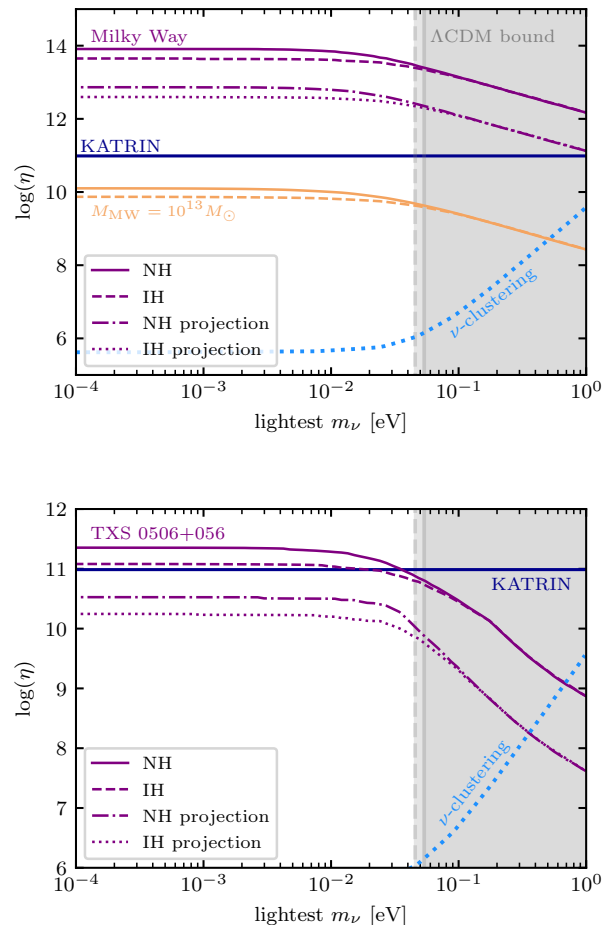 Milky Way
ΛCDM bound
KATRIN
M_MW = 10^13 M_⊙
ν-clustering
NH
IH
NH projection
IH projection
log(η)
14
12
10
8
6
10^−4
10^−3
10^−2
10^−1
10^0
lightest m_ν [eV]
TXS 0506+056
KATRIN
ν-clustering
NH
IH
NH projection
IH projection
log(η)
12
11
10
9
8
7
6
10^−4
10^−3
10^−2
10^−1
10^0
lightest m_ν [eV]